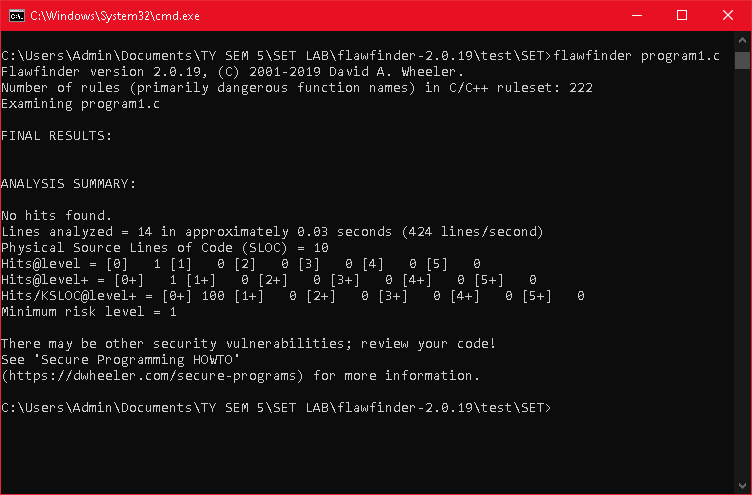 C:\Windows\System32\cmd.exe
C:\Users\Admin\Documents\TY SEM 5\SET LAB\flawfinder-2.0.19\test\SET>flawfinder program1.c
Flawfinder version 2.0.19, (C) 2001-2019 David A. Wheeler.
Number of rules (primarily dangerous function names) in C/C++ ruleset: 222
Examining program1.c
FINAL RESULTS:
ANALYSIS SUMMARY:
No hits found.
Lines analyzed = 14 in approximately 0.03 seconds (424 lines/second)
Physical Source Lines of Code (SLOC) = 10
Hits@level = [0]   1 [1]   0 [2]   0 [3]   0 [4]   0 [5]   0
Hits@level+ = [0+]   1 [1+]   0 [2+]   0 [3+]   0 [4+]   0 [5+]   0
Hits/KSLOC@level+ = [0+] 100 [1+]   0 [2+]   0 [3+]   0 [4+]   0 [5+]   0
Minimum risk level = 1
There may be other security vulnerabilities; review your code!
See 'Secure Programming HOWTO'
(https://dwheeler.com/secure-programs) for more information.
C:\Users\Admin\Documents\TY SEM 5\SET LAB\flawfinder-2.0.19\test\SET>